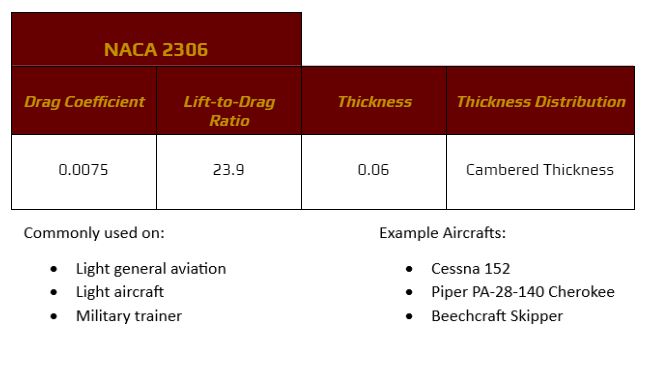 NACA 2306
Drag Coefficient Lift-to-Drag Ratio Thickness Thickness Distribution
0.0075 23.9 0.06 Cambered Thickness
Commonly used on:
• Light general aviation
• Light aircraft
• Military trainer
Example Aircrafts:
• Cessna 152
• Piper PA-28-140 Cherokee
• Beechcraft Skipper